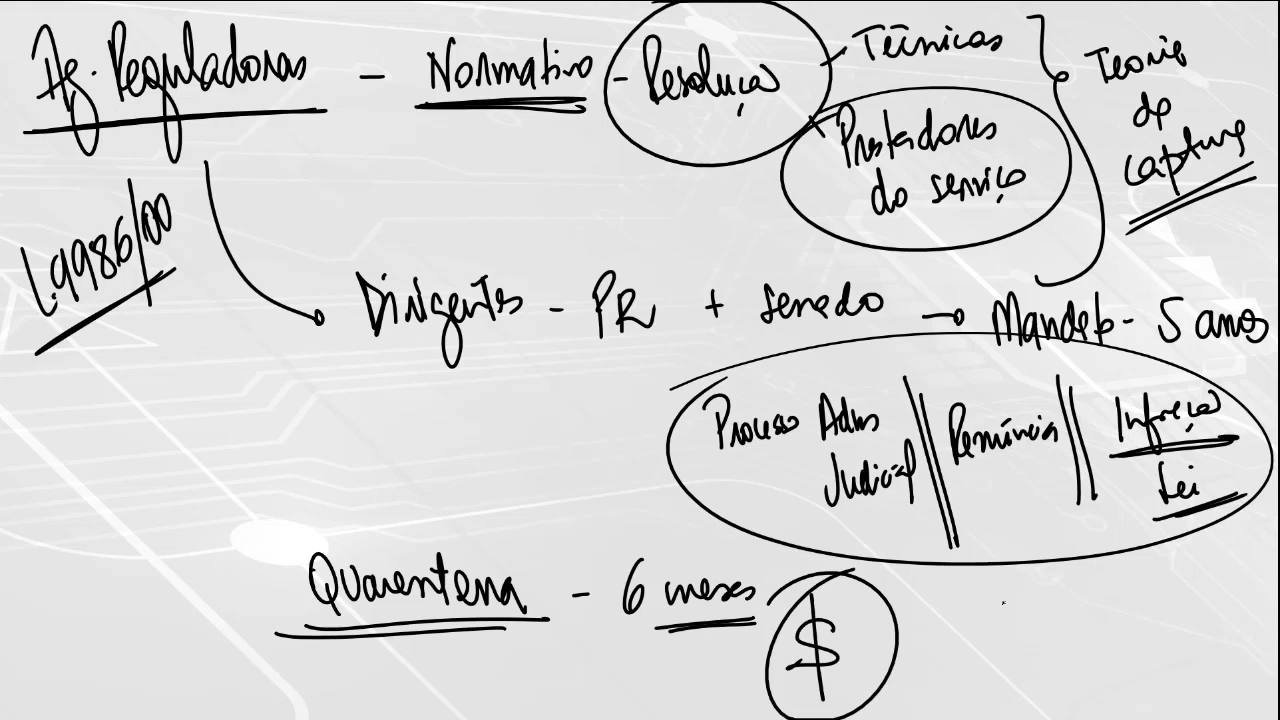 Ag. Reguladoras - Normativo - Resolução
Técnicas
Prestadores
do serviço
Teoria
de
captura
L.9986/00
Dirigentes - PR + Senado → Mandato - 5 anos
Processo Adm
Judicial
Renúncia
Infração
Lei
Quarentena - 6 meses
$